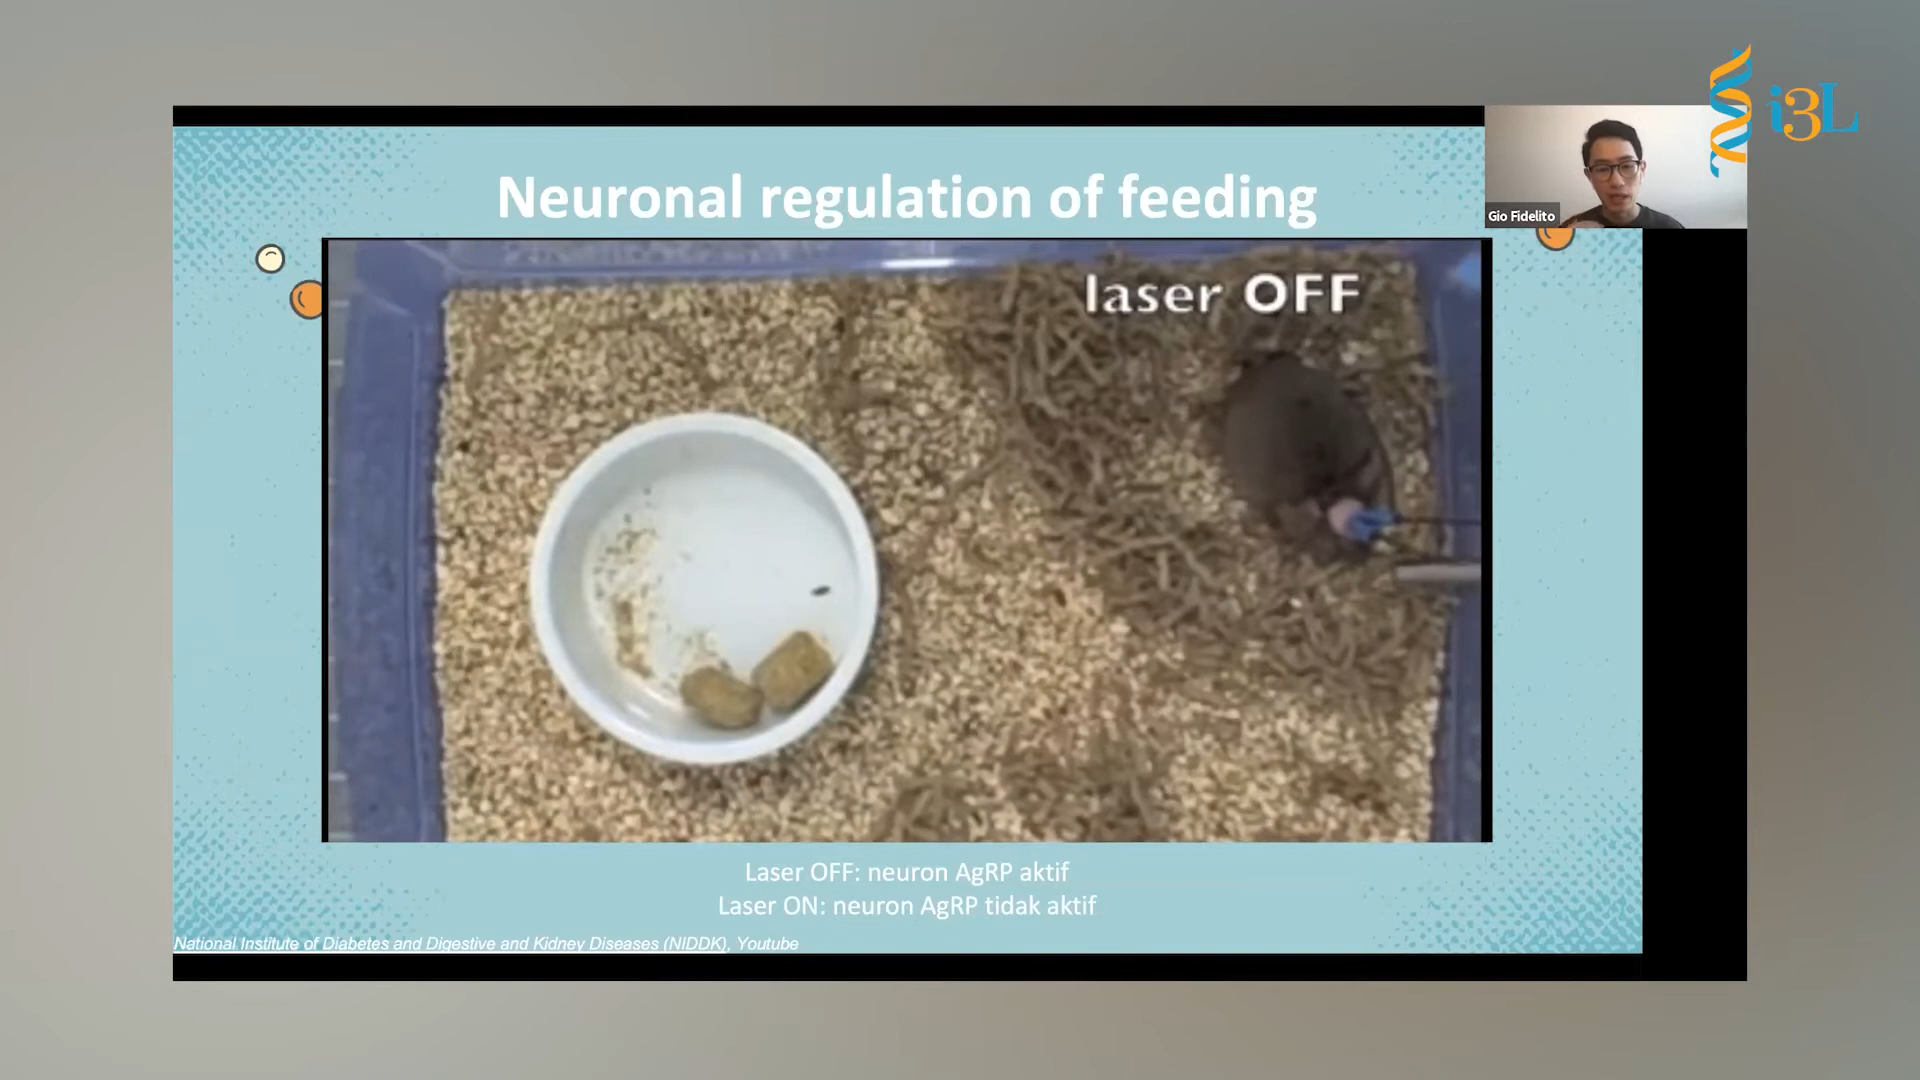 i3L
Neuronal regulation of feeding
Gio Fidelito
laser OFF
Laser OFF: neuron AgRP aktif
Laser ON: neuron AgRP tidak aktif
National Institute of Diabetes and Digestive and Kidney Diseases (NIDDK), Youtube